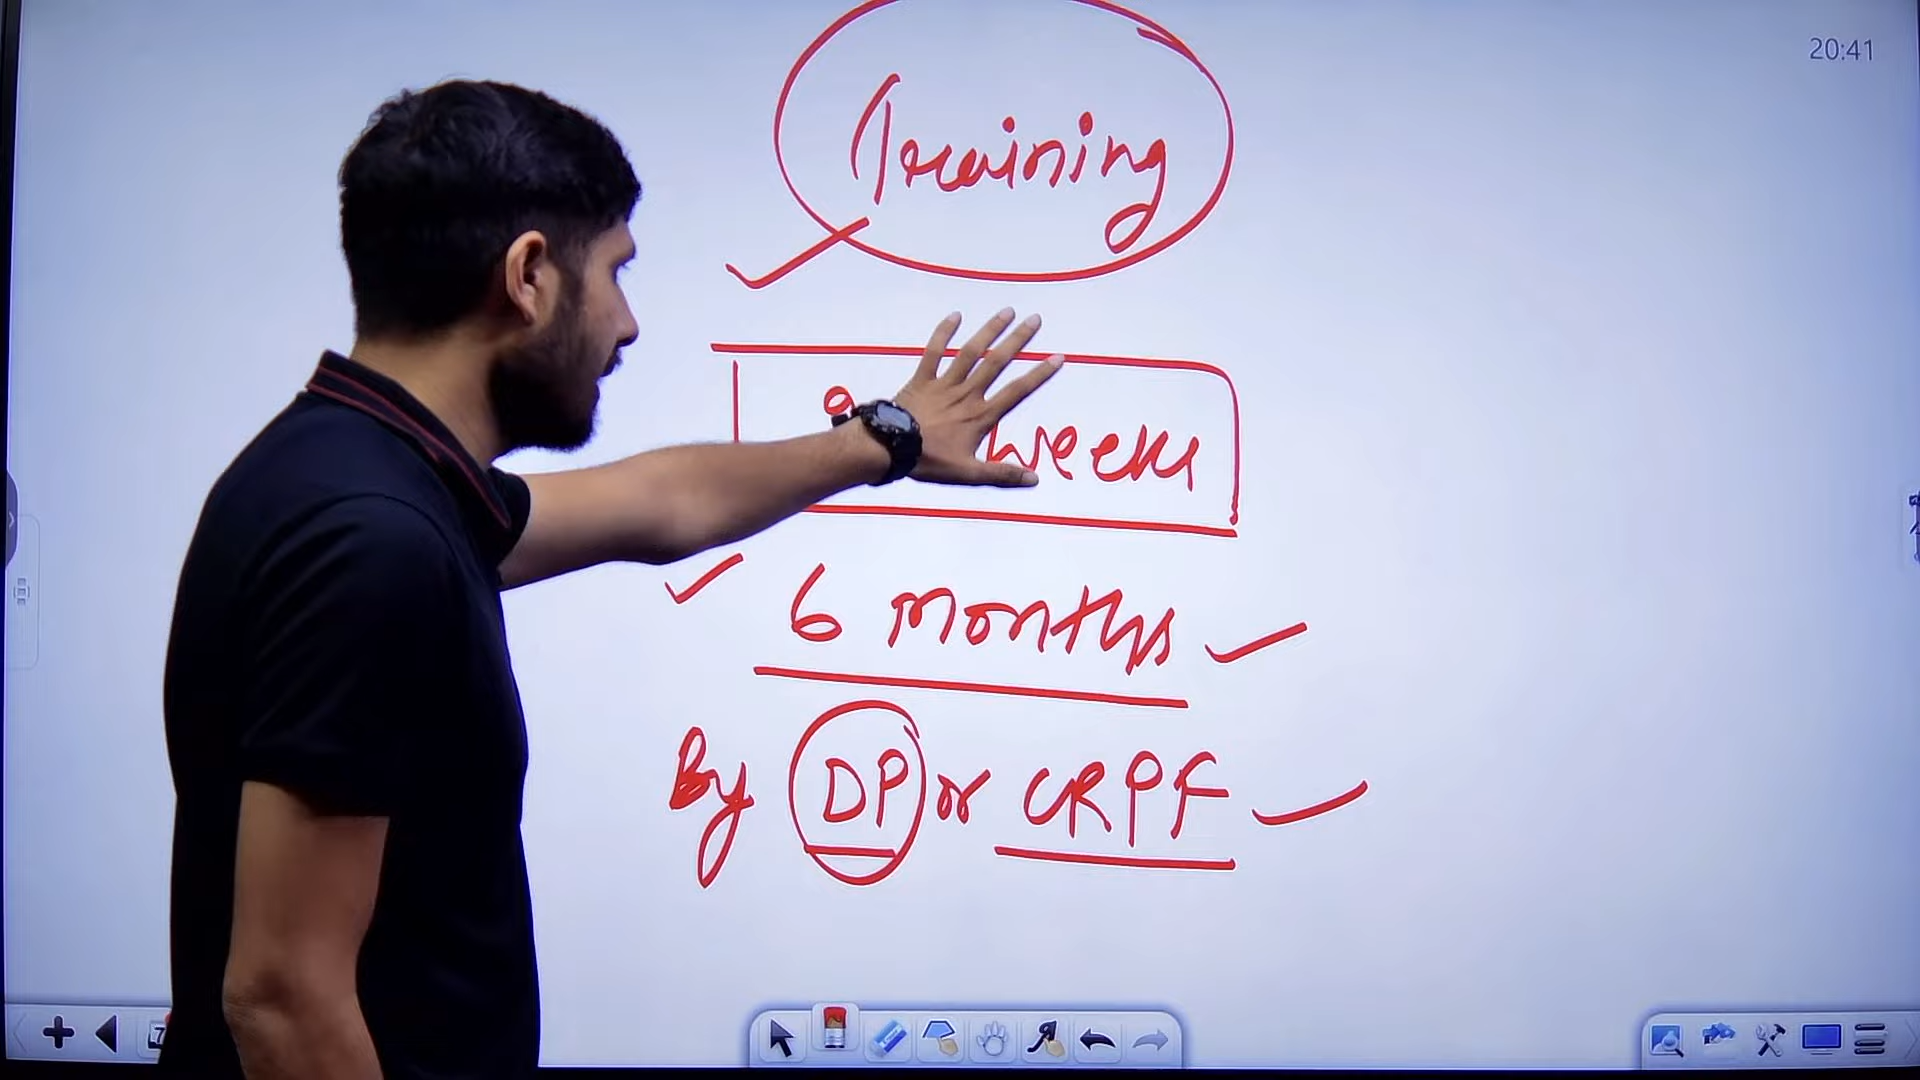 20:41
Training
weeks
6 months
By DP or CRPF